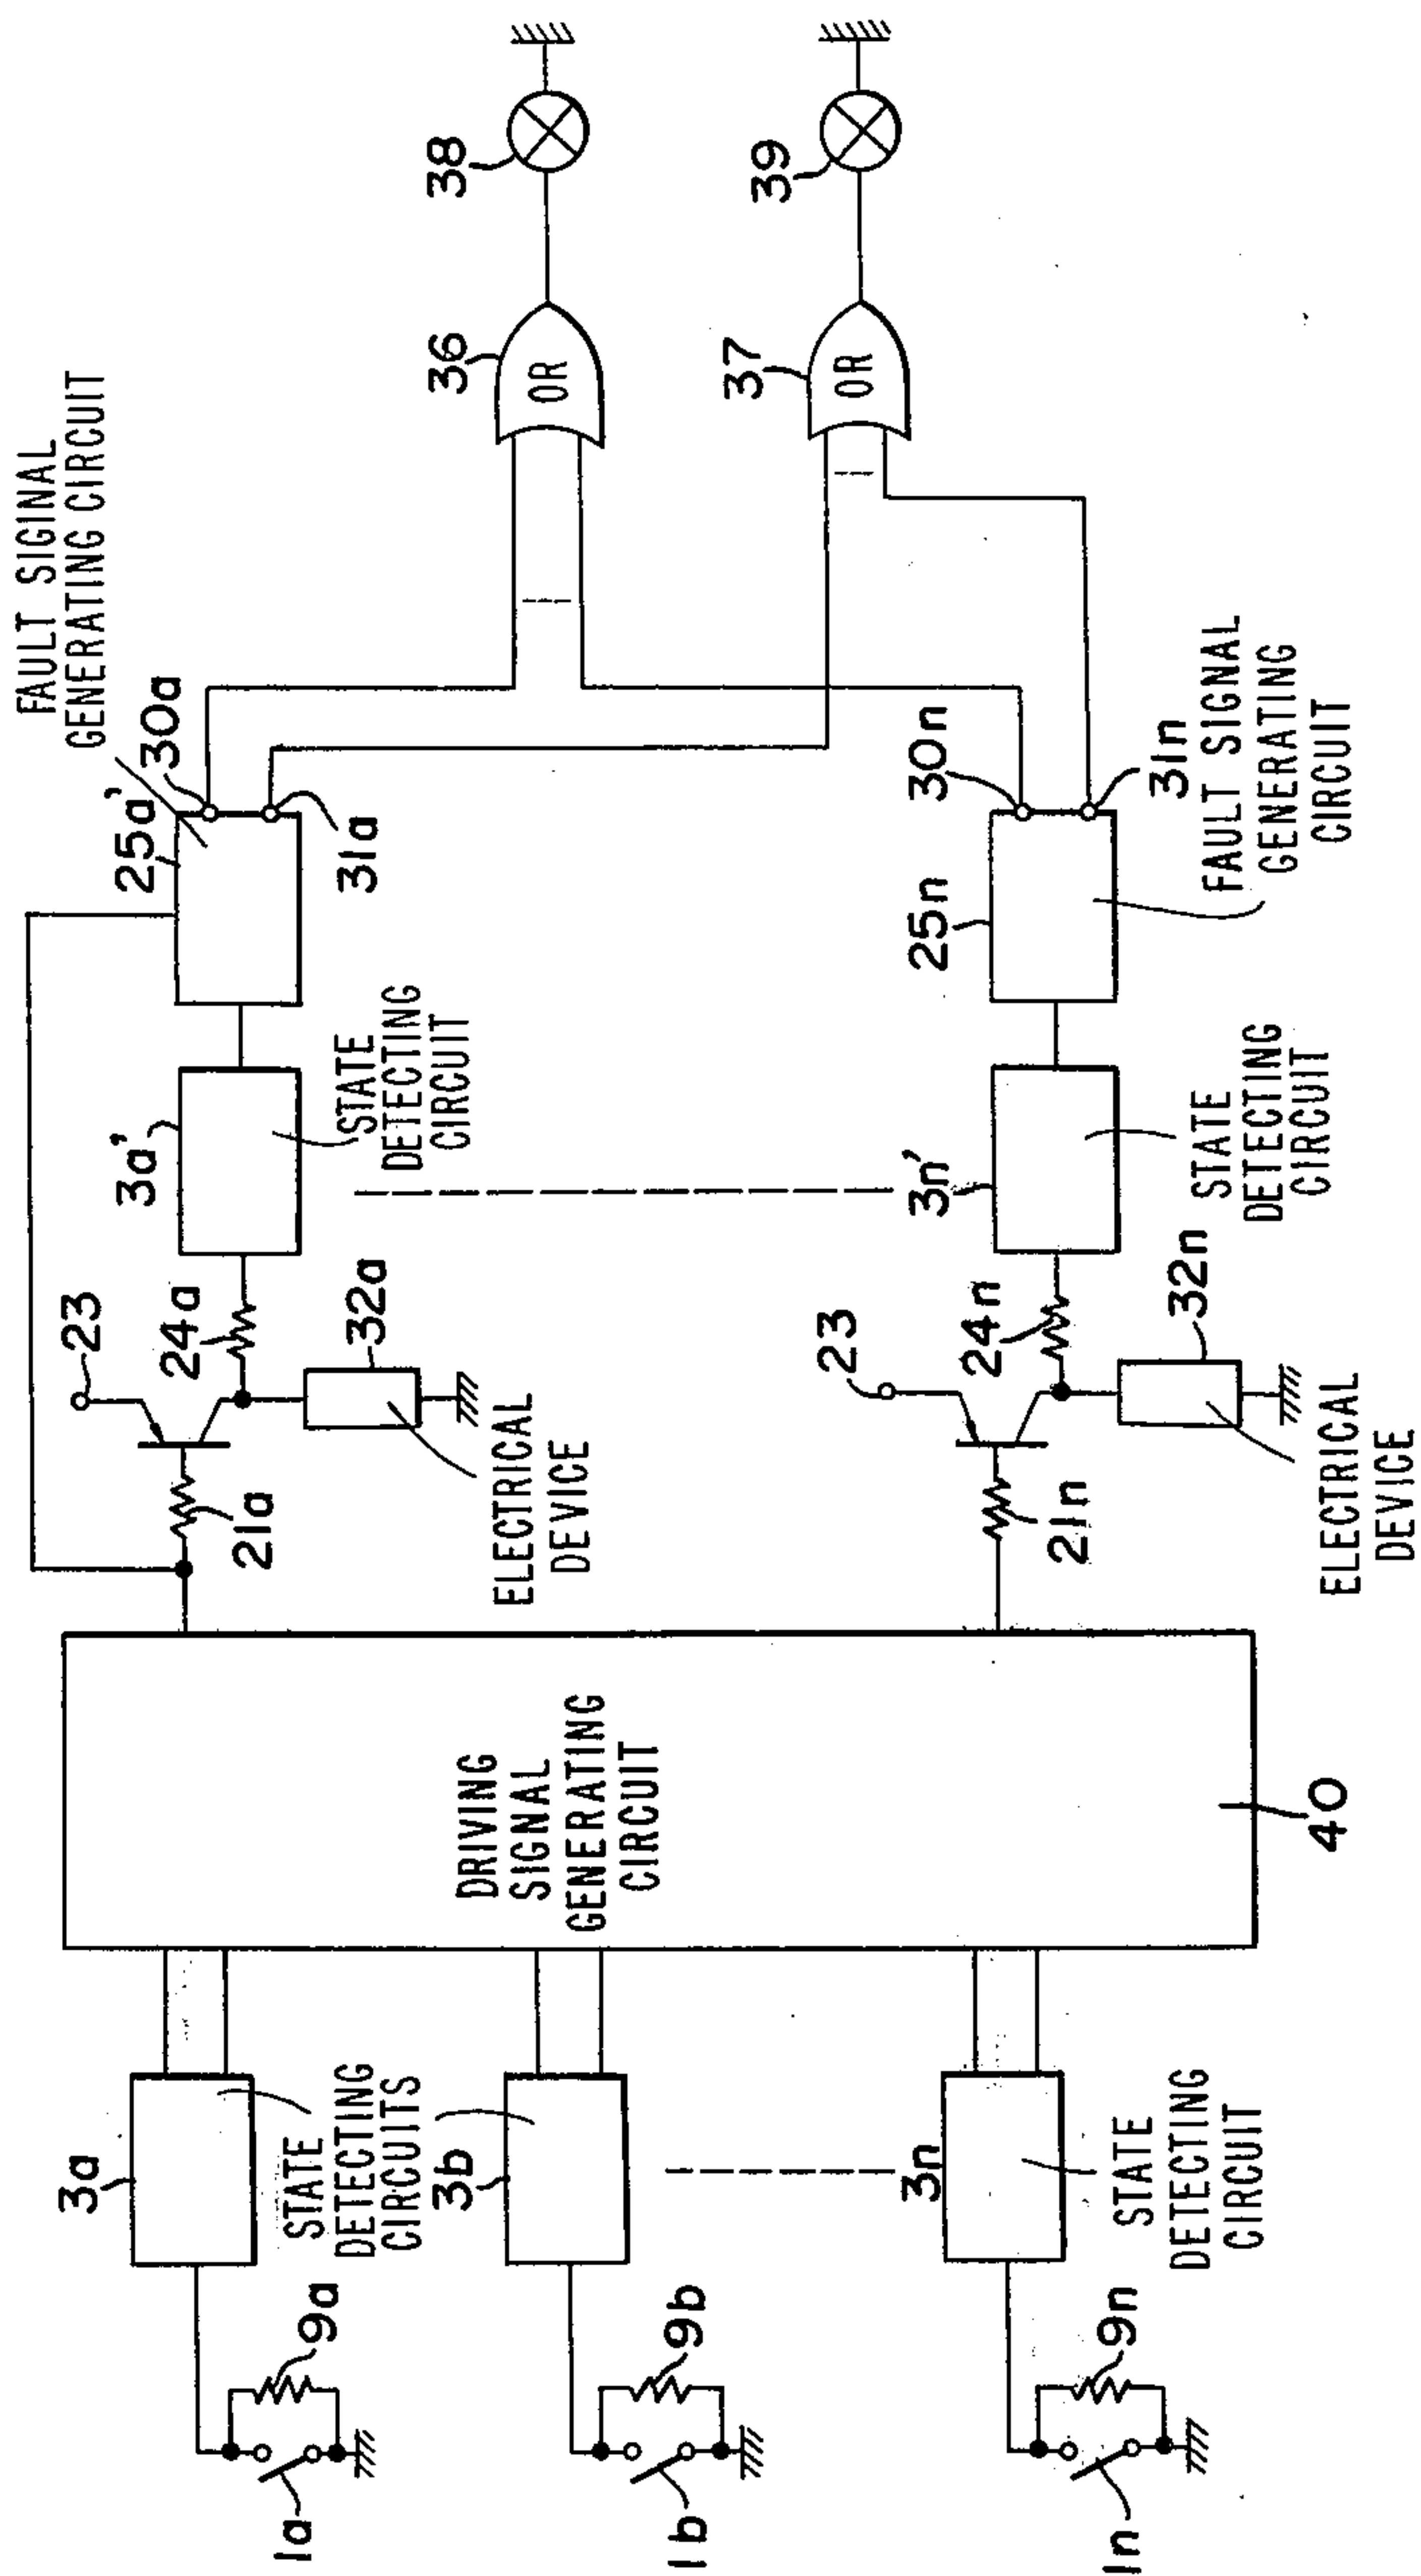 FAULT SIGINAL
GENERATING CIRCUIT
30a
25a'
31a
36
38
37
39
OR
OR
3a'
STATE
DETECTING
CIRCUIT
23
24a
32a
21a
ELECTRICAL
DEVICE
30n
31n
25n
FAULT SIGNAL
GENERATING
CIRCUIT
3n'
STATE
DETECTING
CIRCUIT
23
24n
32n
21n
ELECTRICAL
DEVICE
DRIVING
SIGNAL
GENERATING
CIRCUIT
40
3a
STATE
DETECTING
CIRCUITS
3b
3n
STATE
DETECTING
CIRCUIT
9a
1a
9b
1b
9n
1n